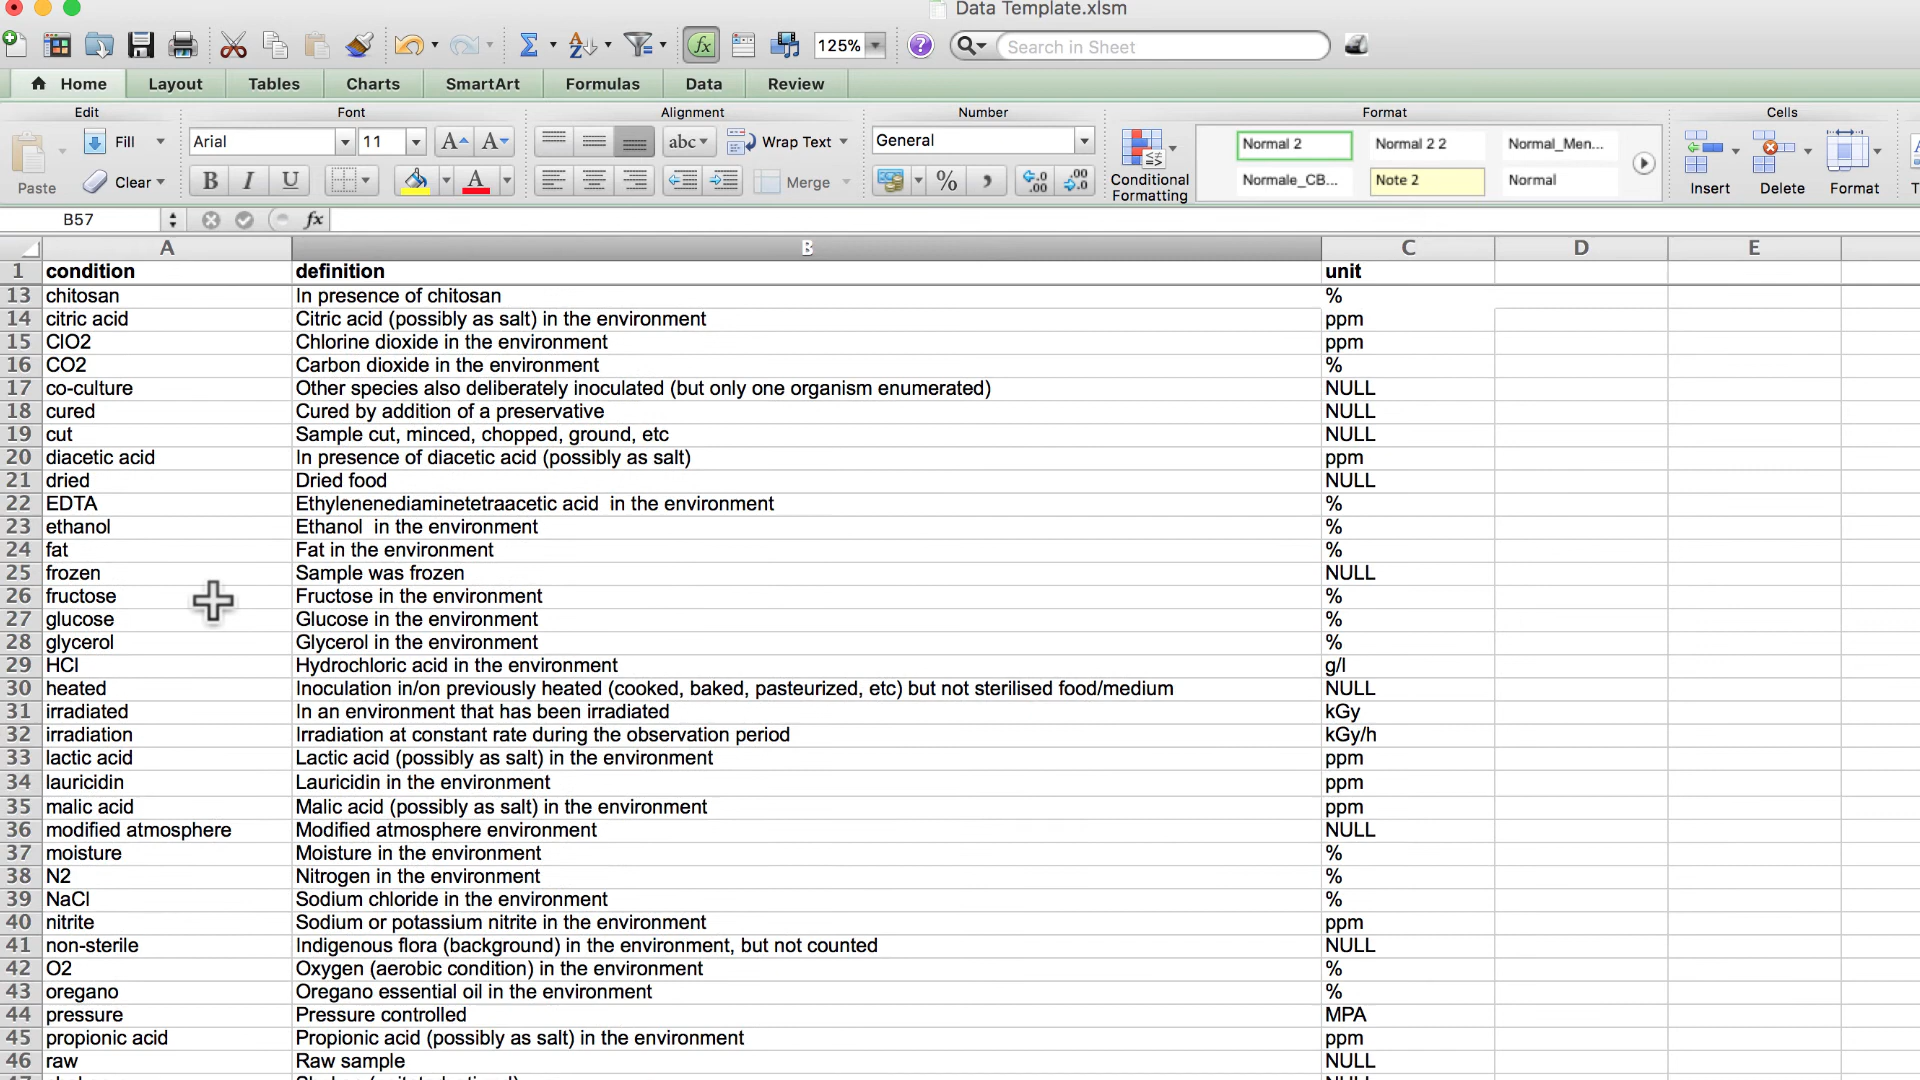 Data Template.xlsm
125%
Search in Sheet
Home Layout Tables Charts SmartArt Formulas Data Review
Edit Font Alignment Number Format Cells
Fill Arial 11 abc Wrap Text General Normal 2 Normal 2 2 Normal_Men...
Paste Clear B I U Merge % Conditional Formatting Normale_CB... Note 2 Normal Insert Delete Format
B57 fx
A B C D E
1 condition definition unit
13 chitosan In presence of chitosan %
14 citric acid Citric acid (possibly as salt) in the environment ppm
15 ClO2 Chlorine dioxide in the environment ppm
16 CO2 Carbon dioxide in the environment %
17 co-culture Other species also deliberately inoculated (but only one organism enumerated) NULL
18 cured Cured by addition of a preservative NULL
19 cut Sample cut, minced, chopped, ground, etc NULL
20 diacetic acid In presence of diacetic acid (possibly as salt) ppm
21 dried Dried food NULL
22 EDTA Ethylenenediaminetetraacetic acid  in the environment %
23 ethanol Ethanol  in the environment %
24 fat Fat in the environment %
25 frozen Sample was frozen NULL
26 fructose Fructose in the environment %
27 glucose Glucose in the environment %
28 glycerol Glycerol in the environment %
29 HCl Hydrochloric acid in the environment g/l
30 heated Inoculation in/on previously heated (cooked, baked, pasteurized, etc) but not sterilised food/medium NULL
31 irradiated In an environment that has been irradiated kGy
32 irradiation Irradiation at constant rate during the observation period kGy/h
33 lactic acid Lactic acid (possibly as salt) in the environment ppm
34 lauricidin Lauricidin in the environment ppm
35 malic acid Malic acid (possibly as salt) in the environment ppm
36 modified atmosphere Modified atmosphere environment NULL
37 moisture Moisture in the environment %
38 N2 Nitrogen in the environment %
39 NaCl Sodium chloride in the environment %
40 nitrite Sodium or potassium nitrite in the environment ppm
41 non-sterile Indigenous flora (background) in the environment, but not counted NULL
42 O2 Oxygen (aerobic condition) in the environment %
43 oregano Oregano essential oil in the environment %
44 pressure Pressure controlled MPA
45 propionic acid Propionic acid (possibly as salt) in the environment ppm
46 raw Raw sample NULL